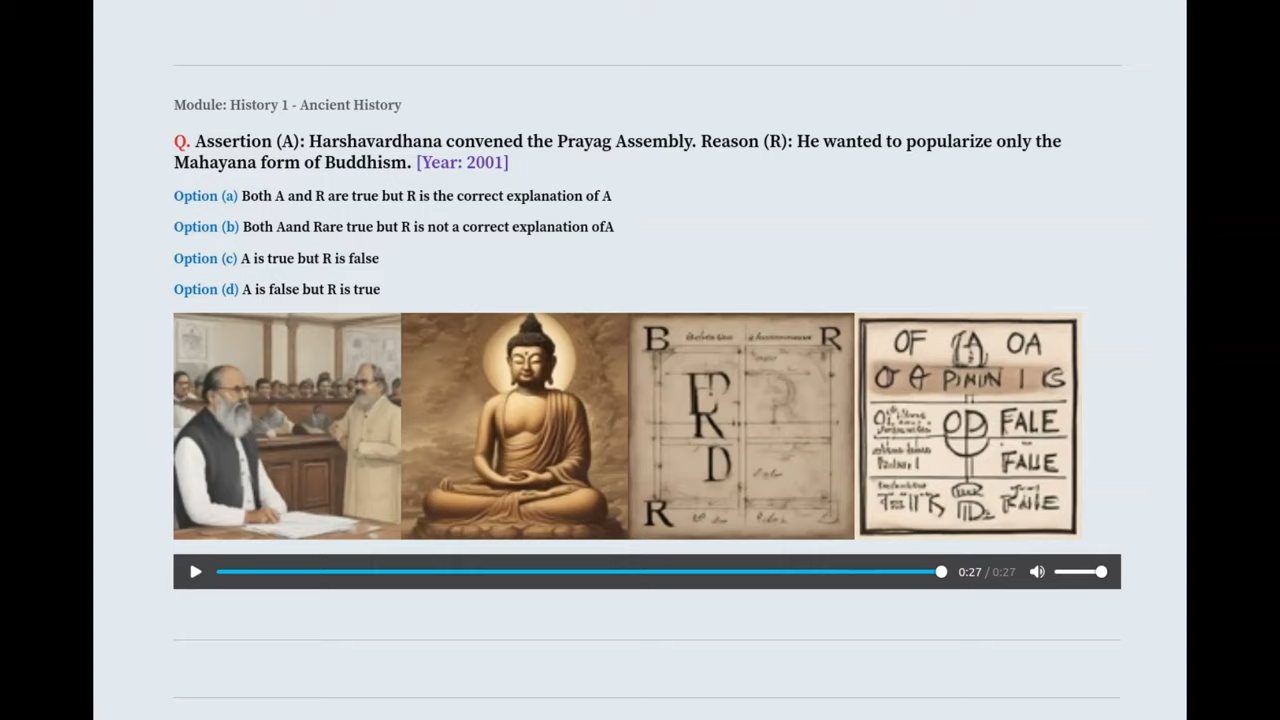 Module: History 1 - Ancient History
Q. Assertion (A): Harshavardhana convened the Prayag Assembly. Reason (R): He wanted to popularize only the
Mahayana form of Buddhism. [Year: 2001]
Option (a) Both A and R are true but R is the correct explanation of A
Option (b) Both Aand Rare true but R is not a correct explanation ofA
Option (c) A is true but R is false
Option (d) A is false but R is true
B R
R
D
R
OF OA
FALE
0:27 / 0:27